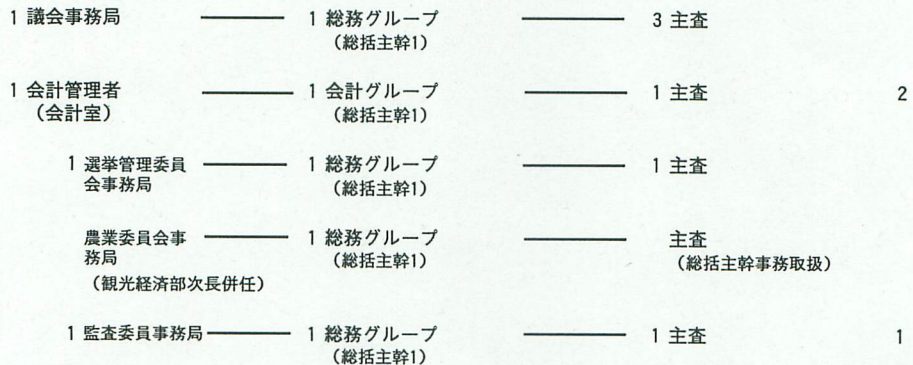 1 議会事務局 1 総務グループ 3 主査
(総括主幹1)
1 会計管理者 1 会計グループ 1 主査 2
(会計室) (総括主幹1)
1 選挙管理委員 1 総務グループ 1 主査
会事務局 (総括主幹1)
農業委員会事 1 総務グループ 主査
務局 (総括主幹1) (総括主幹事務取扱)
(観光経済部次長併任)
1 監査委員事務局 1 総務グループ 1 主査 1
(総括主幹1)